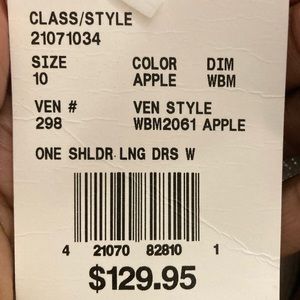 CLASS/STYLE
21071034
SIZE COLOR DIM
10 APPLE WBM
VEN # VEN STYLE
298 WBM2061 APPLE
ONE SHLDR LNG DRS W
4 21070 82810 1
$129.95